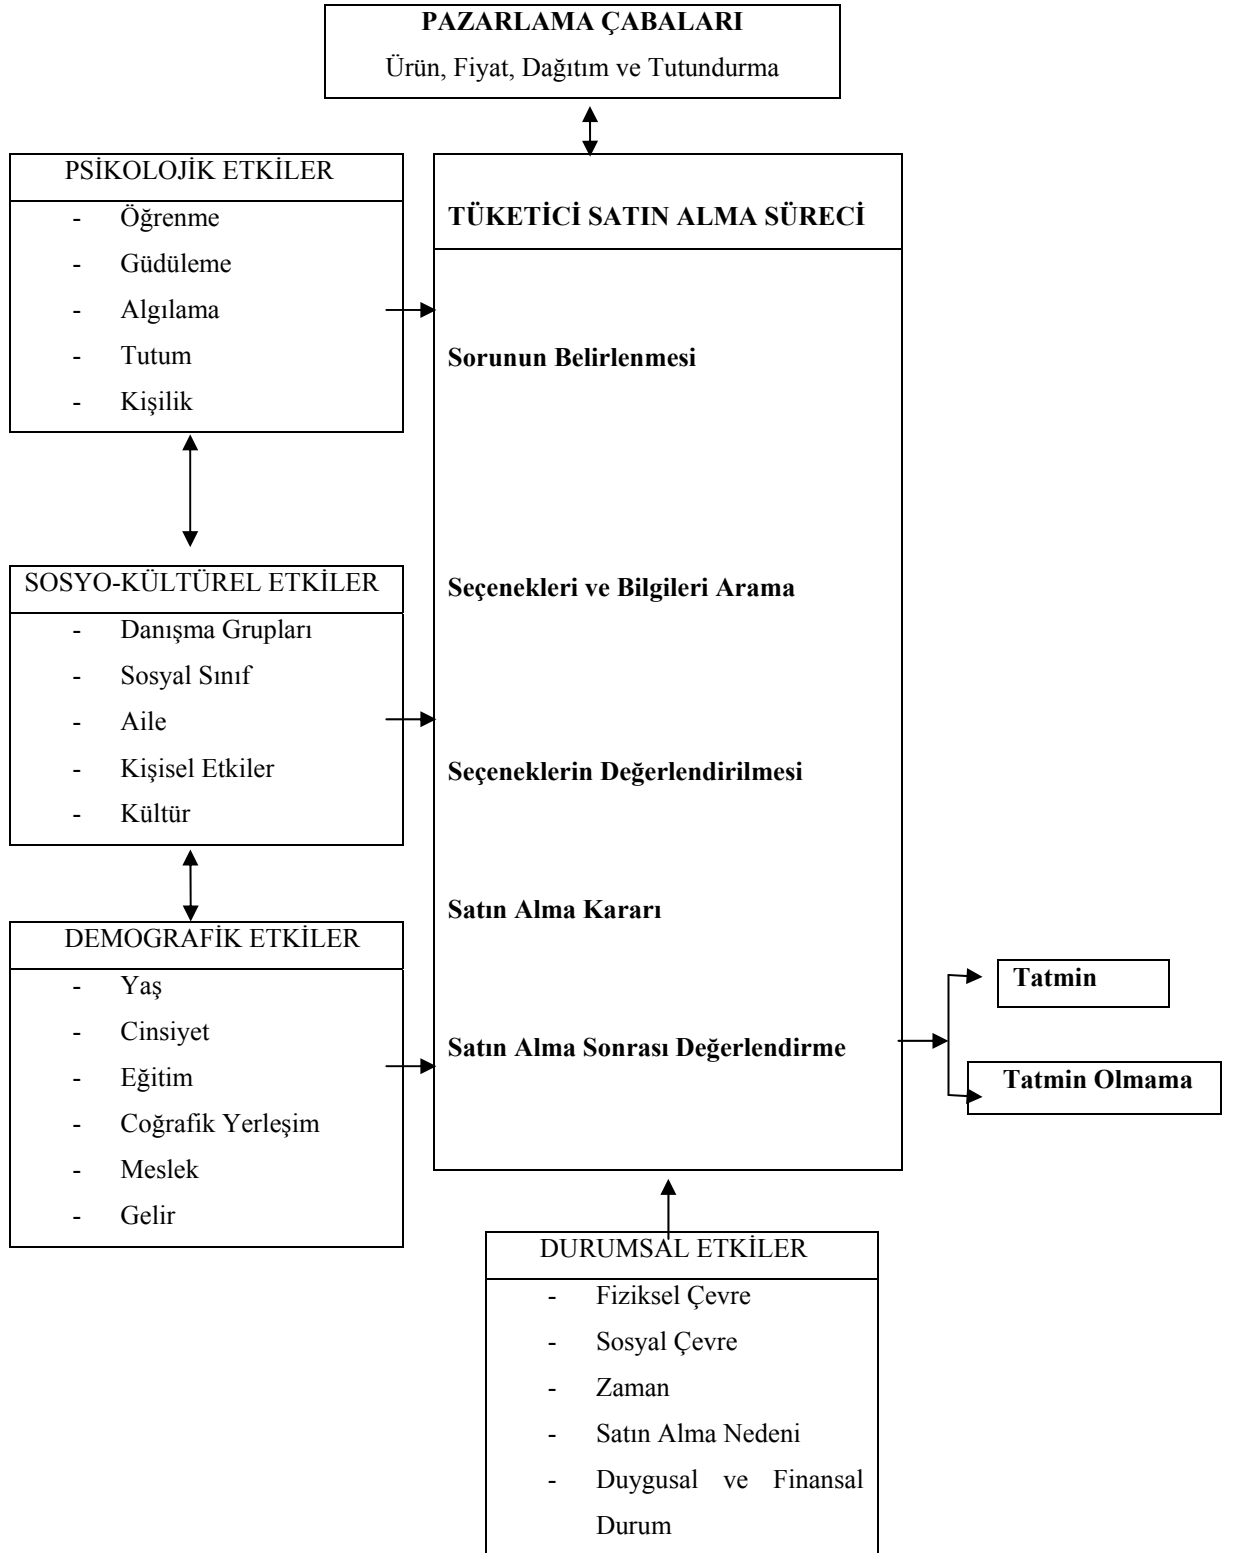 PAZARLAMA ÇABALARI
Ürün, Fiyat, Dağıtım ve Tutundurma
PSİKOLOJİK ETKİLER
- Öğrenme
- Güdüleme
- Algılama
- Tutum
- Kişilik
SOSYO-KÜLTÜREL ETKİLER
- Danışma Grupları
- Sosyal Sınıf
- Aile
- Kişisel Etkiler
- Kültür
DEMOGRAFİK ETKİLER
- Yaş
- Cinsiyet
- Eğitim
- Coğrafik Yerleşim
- Meslek
- Gelir
TÜKETİCİ SATIN ALMA SÜRECİ
Sorunun Belirlenmesi
Seçenekleri ve Bilgileri Arama
Seçeneklerin Değerlendirilmesi
Satın Alma Kararı
Satın Alma Sonrası Değerlendirme
Tatmin
Tatmin Olmama
DURUMSAL ETKİLER
- Fiziksel Çevre
- Sosyal Çevre
- Zaman
- Satın Alma Nedeni
- Duygusal ve Finansal
Durum